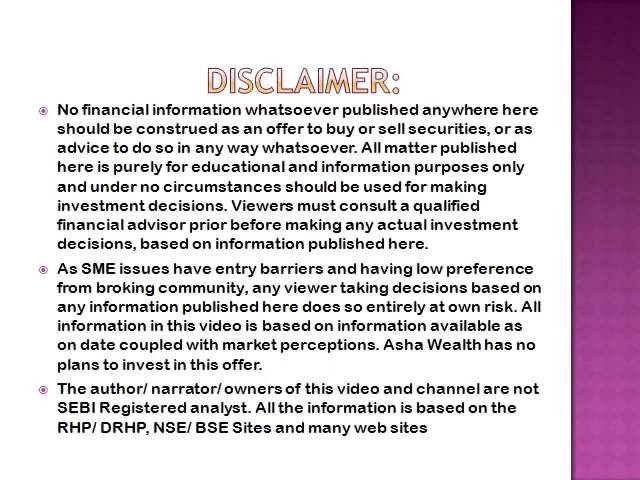 DISCLAIMER:
No financial information whatsoever published anywhere here
should be construed as an offer to buy or sell securities, or as
advice to do so in any way whatsoever. All matter published
here is purely for educational and information purposes only
and under no circumstances should be used for making
investment decisions. Viewers must consult a qualified
financial advisor prior before making any actual investment
decisions, based on information published here.
As SME issues have entry barriers and having low preference
from broking community, any viewer taking decisions based on
any information published here does so entirely at own risk. All
information in this video is based on information available as
on date coupled with market perceptions. Asha Wealth has no
plans to invest in this offer.
The author/ narrator/ owners of this video and channel are not
SEBI Registered analyst. All the information is based on the
RHP/ DRHP, NSE/ BSE Sites and many web sites